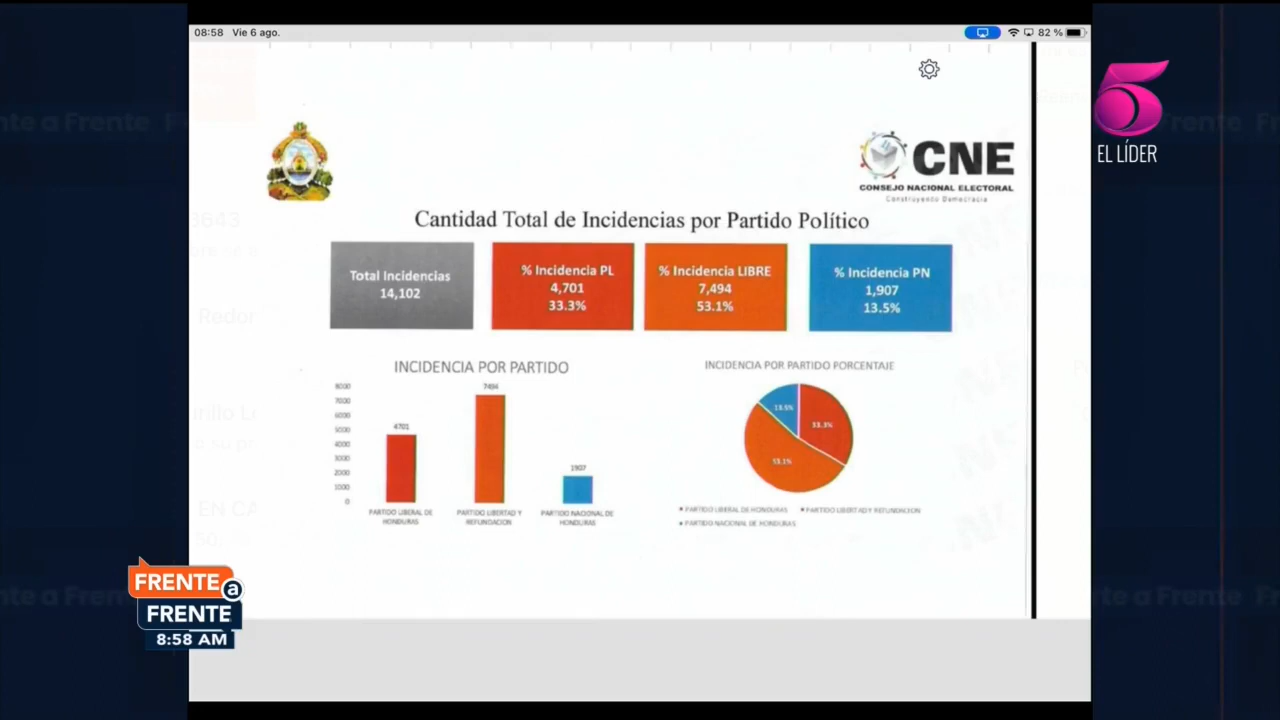 08:58 Vie 6 ago.
82 %
5
EL LÍDER
CNE
CONSEJO NACIONAL ELECTORAL
Construyendo Democracia
Cantidad Total de Incidencias por Partido Político
Total Incidencias
14,102
% Incidencia PL
4,701
33.3%
% Incidencia LIBRE
7,494
53.1%
% Incidencia PN
1,907
13.5%
INCIDENCIA POR PARTIDO
8000
7000
6000
5000
4000
3000
2000
1000
0
4701
7494
1907
PARTIDO LIBERAL DE
HONDURAS
PARTIDO LIBERTAD Y
REFUNDACION
PARTIDO NACIONAL DE
HONDURAS
INCIDENCIA POR PARTIDO PORCENTAJE
13.5%
33.3%
53.1%
PARTIDO LIBERAL DE HONDURAS
PARTIDO LIBERTAD Y REFUNDACION
PARTIDO NACIONAL DE HONDURAS
FRENTE a
FRENTE
8:58 AM